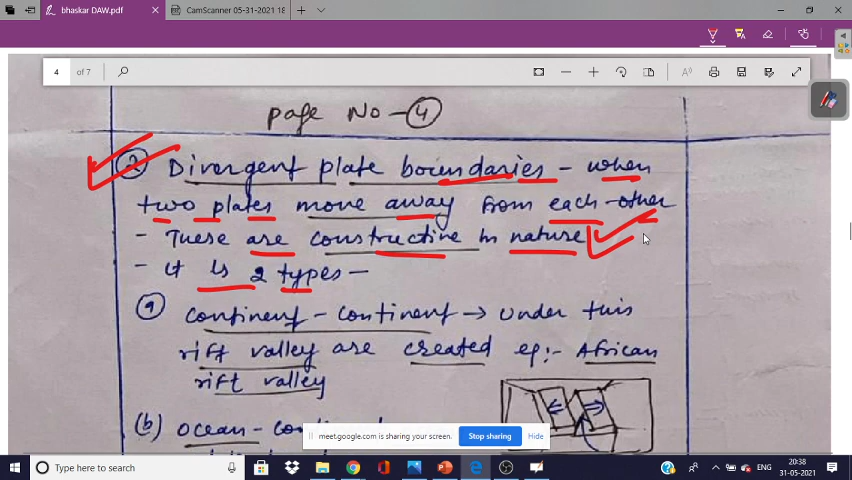 bhaskar DAW.pdf
CamScanner 05-31-2021 18
4 of 7
page No - 4
2 Divergent plate boundaries - when
two plates move away from each-other
- These are constructive in nature
- it is 2 types -
a continent - continent → under this
rift valley are created eg:- African
rift valley
(b) ocean -
meet.google.com is sharing your screen. Stop sharing Hide
Type here to search
ENG
20:38
31-05-2021